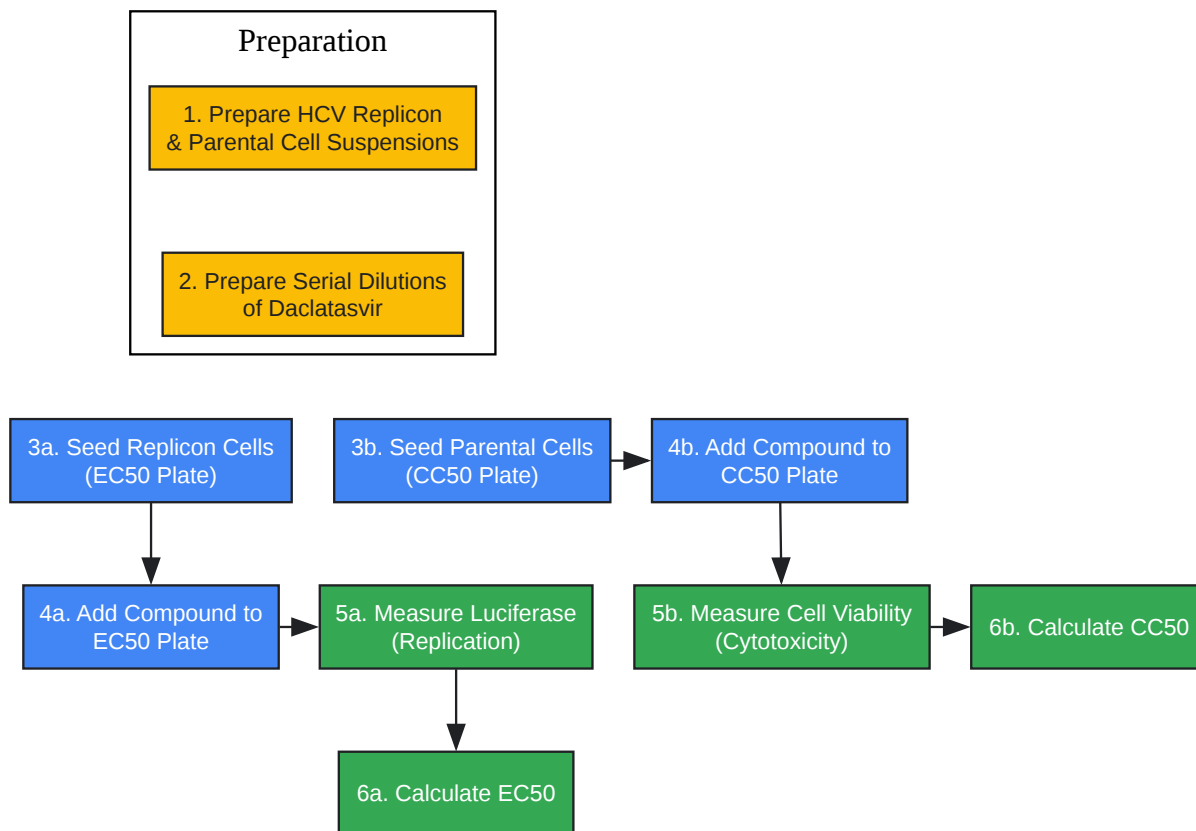 Preparation
1. Prepare HCV Replicon
& Parental Cell Suspensions
2. Prepare Serial Dilutions
of Daclatasvir
3a. Seed Replicon Cells
(EC50 Plate)
3b. Seed Parental Cells
(CC50 Plate)
4b. Add Compound to
CC50 Plate
4a. Add Compound to
EC50 Plate
5a. Measure Luciferase
(Replication)
5b. Measure Cell Viability
(Cytotoxicity)
6b. Calculate CC50
6a. Calculate EC50